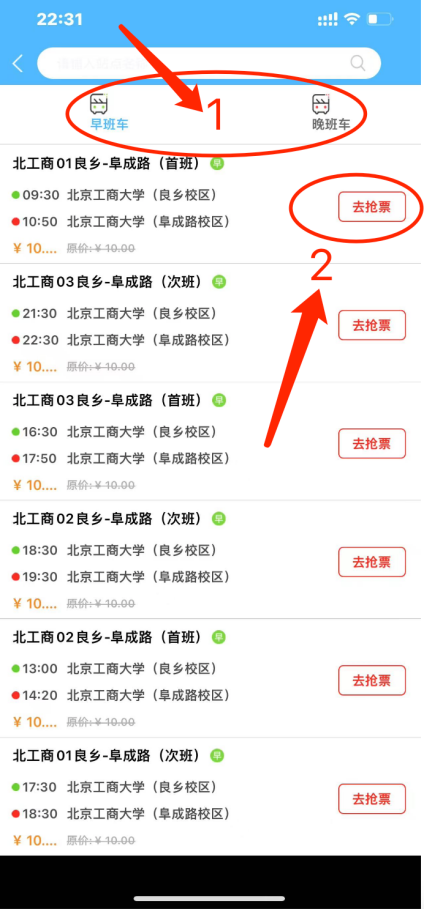 22:31
1
早班车
晚班车
北工商01良乡-阜成路（首班） 早
09:30 北京工商大学（良乡校区）
去抢票
10:50 北京工商大学（阜成路校区）
¥ 10.... 原价:¥ 10.00
2
北工商03良乡-阜成路（次班） 早
21:30 北京工商大学（良乡校区）
去抢票
22:30 北京工商大学（阜成路校区）
¥ 10.... 原价:¥ 10.00
北工商03良乡-阜成路（首班） 早
16:30 北京工商大学（良乡校区）
去抢票
17:50 北京工商大学（阜成路校区）
¥ 10.... 原价:¥ 10.00
北工商02良乡-阜成路（次班） 早
18:30 北京工商大学（良乡校区）
去抢票
19:30 北京工商大学（阜成路校区）
¥ 10.... 原价:¥ 10.00
北工商02良乡-阜成路（首班） 早
13:00 北京工商大学（良乡校区）
去抢票
14:20 北京工商大学（阜成路校区）
¥ 10.... 原价:¥ 10.00
北工商01良乡-阜成路（次班） 早
17:30 北京工商大学（良乡校区）
去抢票
18:30 北京工商大学（阜成路校区）
¥ 10.... 原价:¥ 10.00